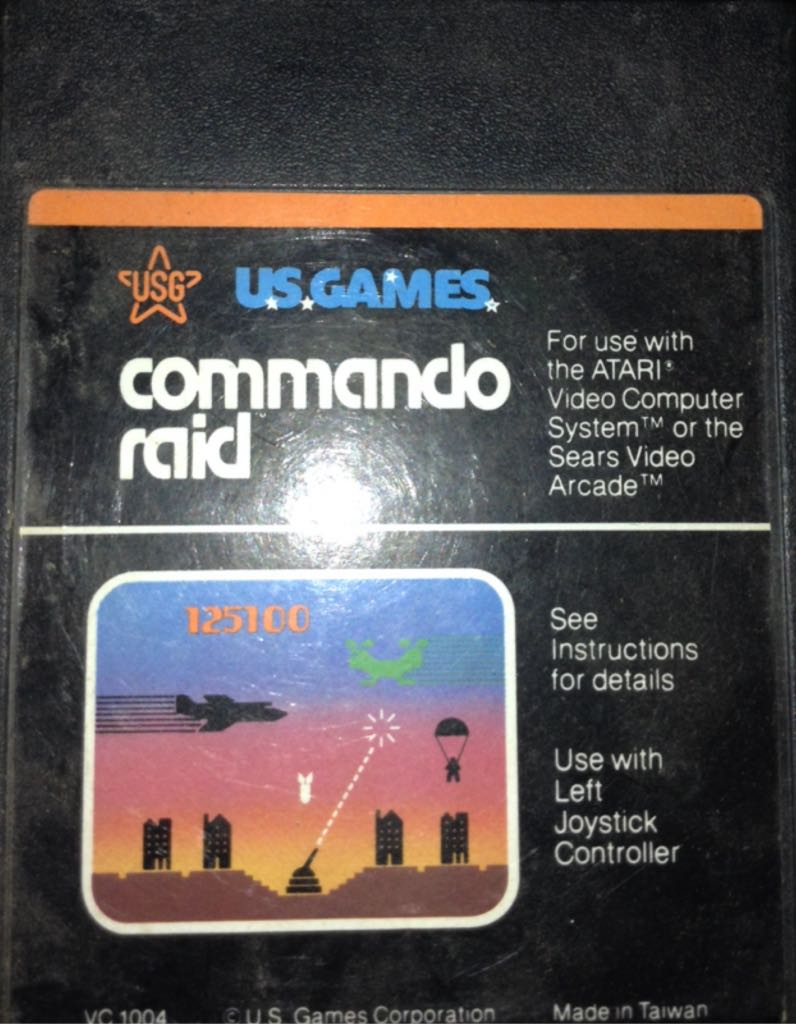 USG
U.S. GAMES.
commando
raid
For use with
the ATARI®
Video Computer
System™ or the
Sears Video
Arcade™
125100
See
Instructions
for details
Use with
Left
Joystick
Controller
VC 1004 © U.S. Games Corporation Made in Taiwan